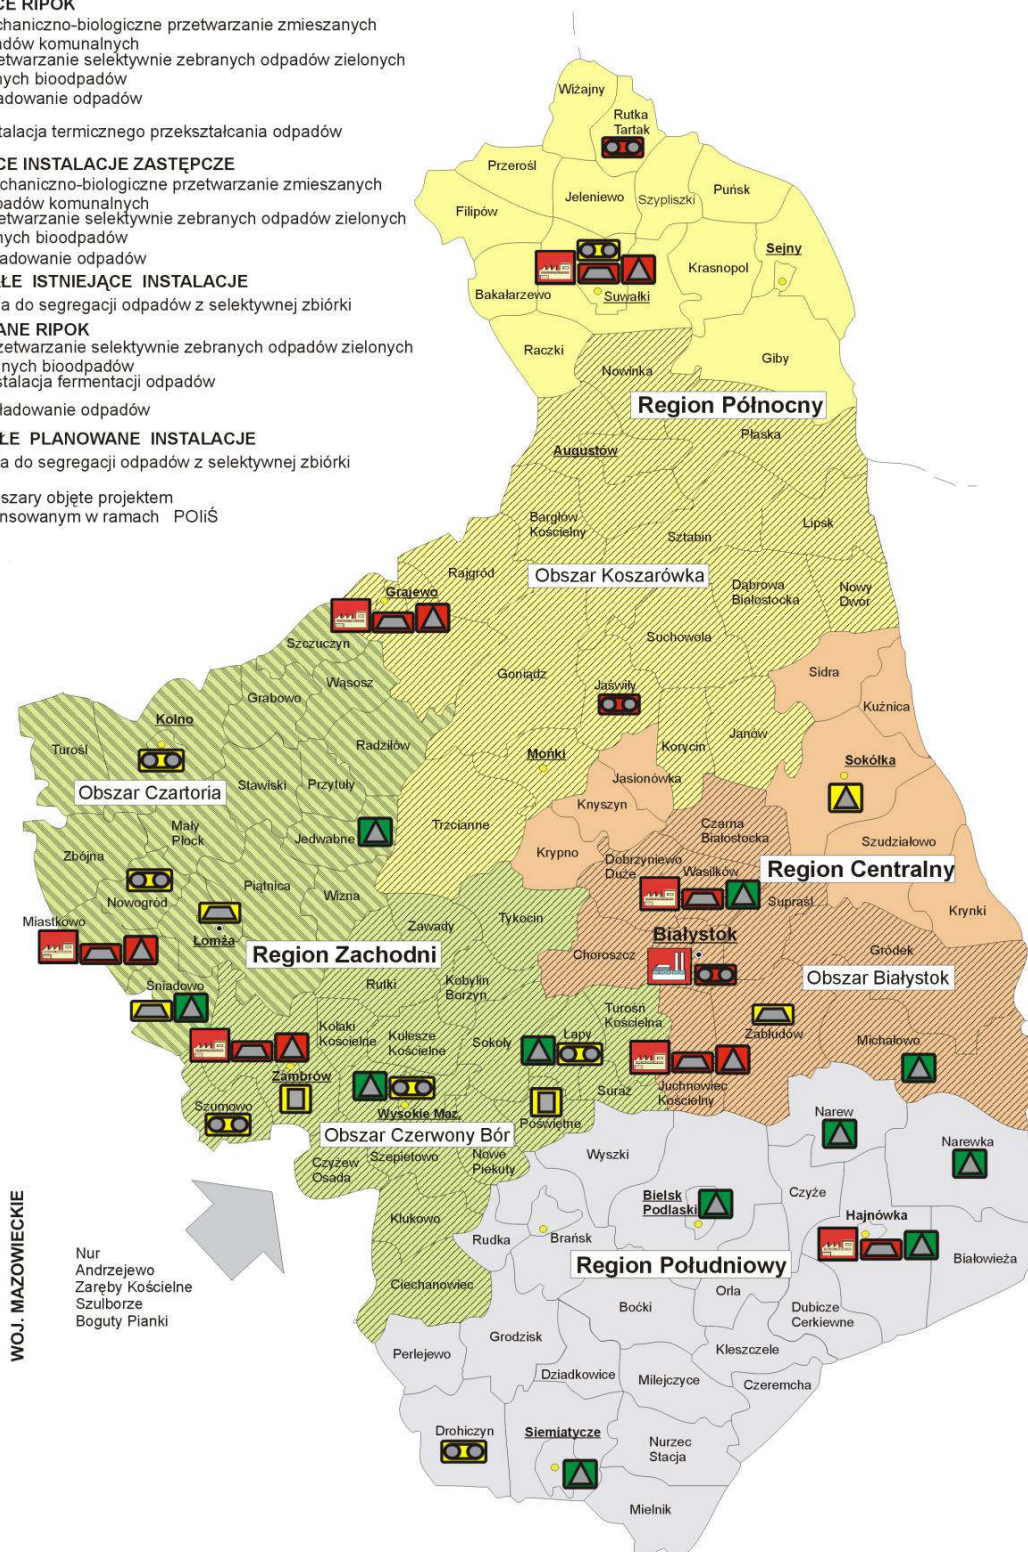 CE RIPOK
chaniczno-biologiczne przetwarzanie zmieszanych
adów komunalnych
etwarzanie selektywnie zebranych odpadów zielonych
nych bioodpadów
adowanie odpadów
talacja termicznego przekształcania odpadów
CE INSTALACJE ZASTĘPCZE
chaniczno-biologiczne przetwarzanie zmieszanych
adów komunalnych
etwarzanie selektywnie zebranych odpadów zielonych
nych bioodpadów
adowanie odpadów
AŁE ISTNIEJĄCE INSTALACJE
a do segregacji odpadów z selektywnej zbiórki
ANE RIPOK
zetwarzanie selektywnie zebranych odpadów zielonych
nych bioodpadów
stalacja fermentacji odpadów
ładowanie odpadów
ŁE PLANOWANE INSTALACJE
a do segregacji odpadów z selektywnej zbiórki
szary objęte projektem
nsowanym w ramach POIiŚ
Wiżajny
Rutka
Tartak
Przerośl
Jeleniewo
Szypliszki
Puńsk
Filipów
Sejny
Krasnopol
Bakałarzewo
Suwałki
Raczki
Giby
Nowinka
Region Północny
Płaska
Augustów
Bargłów
Kościelny
Sztabin
Lipsk
Rajgród
Obszar Koszarówka
Dąbrowa
Białostocka
Nowy
Dwór
Grajewo
Szczuczyn
Suchowola
Wąsosz
Goniądz
Sidra
Grabowo
Jaświły
Kuźnica
Kolno
Radziłów
Korycin
Janów
Turośl
Mońki
Sokółka
Obszar Czartoria
Stawiski
Przytuły
Jasionówka
Knyszyn
Mały
Płock
Trzcianne
Czarna
Białostocka
Zbójna
Jedwabne
Krypno
Dobrzyniewo
Duże
Wasilków
Szudziałowo
Region Centralny
Piątnica
Wizna
Nowogród
Supraśl
Krynki
Miastkowo
Łomża
Zawady
Tykocin
Białystok
Region Zachodni
Choroszcz
Gródek
Śniadowo
Rutki
Kobylin
Borzyn
Obszar Białystok
Turośń
Kościelna
Kołaki
Kościelne
Kulesze
Kościelne
Sokoły
Łapy
Zabłudów
Michałowo
Zambrów
Suraż
Juchnowiec
Kościelny
Szumowo
Wysokie Maz.
Poświętne
Narew
Obszar Czerwony Bór
Narewka
Czyżew
Osada
Szepietowo
Nowe
Piekuty
Wyszki
Bielsk
Podlaski
Czyże
Klukowo
Hajnówka
Rudka
Brańsk
Białowieża
WOJ. MAZOWIECKIE
Nur
Andrzejewo
Zaręby Kościelne
Szulborze
Boguty Pianki
Region Południowy
Ciechanowiec
Orla
Boćki
Dubicze
Cerkiewne
Grodzisk
Perlejewo
Kleszczele
Dziadkowice
Milejczyce
Czeremcha
Drohiczyn
Siemiatycze
Nurzec
Stacja
Mielnik